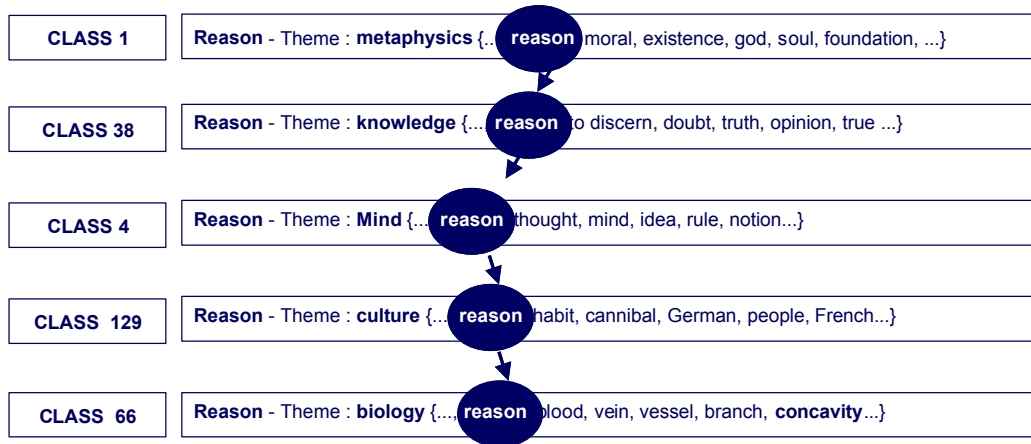 CLASS 1 Reason - Theme : metaphysics {... reason moral, existence, god, soul, foundation, ...}
CLASS 38 Reason - Theme : knowledge {..., reason to discern, doubt, truth, opinion, true ...}
CLASS 4 Reason - Theme : Mind {... reason thought, mind, idea, rule, notion...}
CLASS 129 Reason - Theme : culture {... reason habit, cannibal, German, people, French...}
CLASS 66 Reason - Theme : biology {..., reason blood, vein, vessel, branch, concavity...}